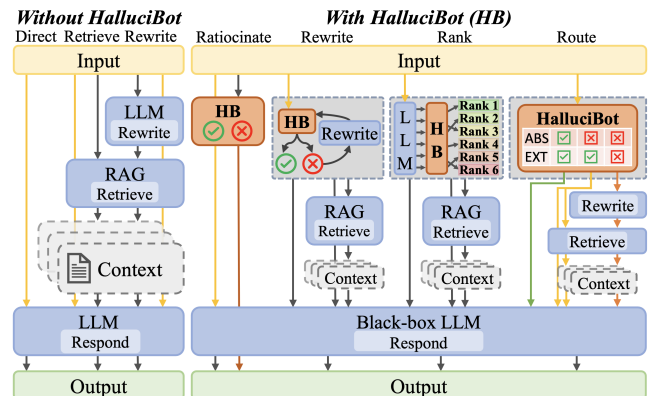 Without HalluciBot
With HalluciBot (HB)
Direct Retrieve Rewrite
Ratiocinate
Rewrite
Rank
Route
Input
Input
LLM
Rewrite
RAG
Retrieve
Context
LLM
Respond
Output
HB
HB
Rewrite
RAG
Retrieve
Context
L
L
M
H
B
Rank 1
Rank 2
Rank 3
Rank 4
Rank 5
Rank 6
RAG
Retrieve
Context
HalluciBot
ABS
EXT
Rewrite
Retrieve
Context
Black-box LLM
Respond
Output